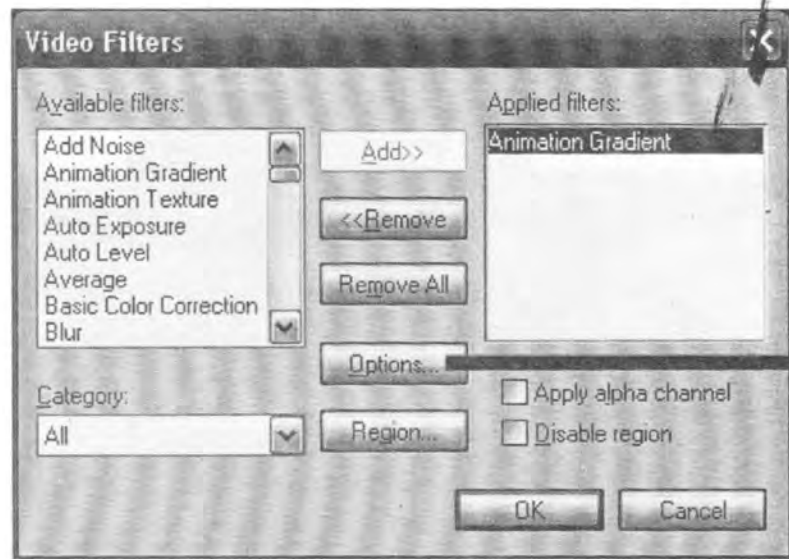 Video Filters
Available filters:
Add Noise
Animation Gradient
Animation Texture
Auto Exposure
Auto Level
Average
Basic Color Correction
Blur
Category:
All
Add>>
<<Remove
Remove All
Options...
Region...
Applied filters:
Animation Gradient
Apply alpha channel
Disable region
OK
Cancel